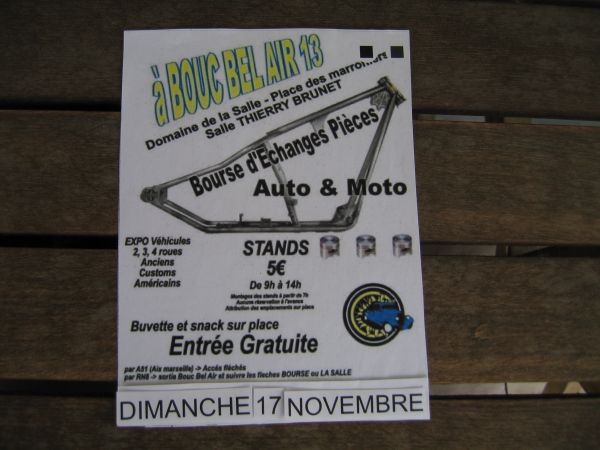 à BOUC BEL AIR 13
Domaine de la Salle - Place des marronniers
Salle THIERRY BRUNET
Bourse d'Echanges Pièces
Auto & Moto
EXPO Véhicules
2, 3, 4 roues
Anciens
Customs
Américains
STANDS
5€
De 9h à 14h
Montages des stands à partir de 7h
Aucune réservation à l'avance
Attribution des emplacements sur place
Buvette et snack sur place
Entrée Gratuite
par A51 (Aix marseille) -> Accés fléchés
par RN8 -> sortie Bouc Bel Air et suivre les fleches BOURSE ou LA SALLE
DIMANCHE 17 NOVEMBRE